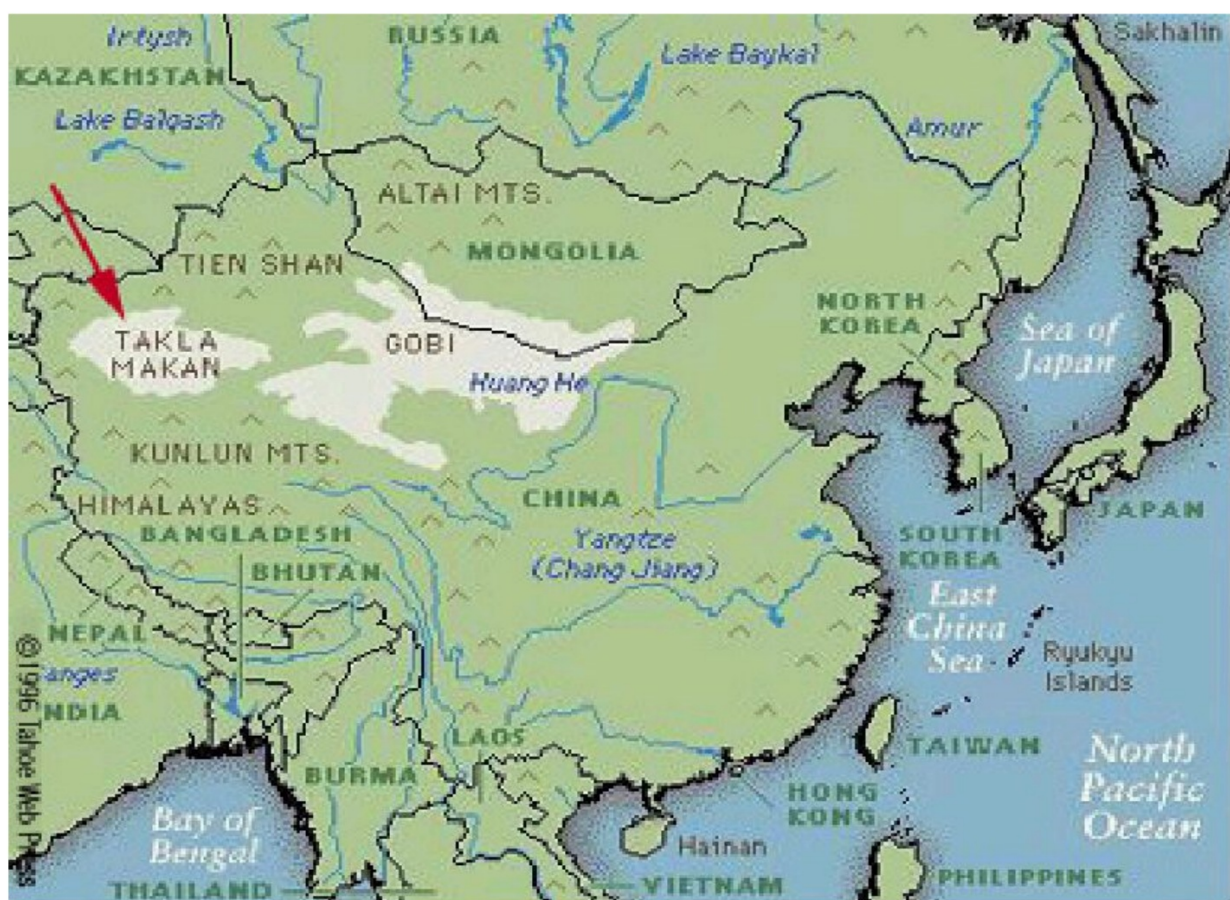 Sakhalin
Irtysh
RUSSIA
Lake Baykal
KAZAKHSTAN
Lake Balqash
Amur
ALTAI MTS.
MONGOLIA
TIEN SHAN
NORTH
KOREA
Sea of
Japan
TAKLA
MAKAN
GOBI
Huang He
KUNLUN MTS.
CHINA
HIMALAYAS
JAPAN
BANGLADESH
SOUTH
KOREA
Yangtze
(Chang Jiang)
BHUTAN
East
China
Sea
NEPAL
Ryukyu
Islands
anges
NDIA
LAOS
TAIWAN
North
Pacific
Ocean
BURMA
HONG
KONG
Bay of
Bengal
Hainan
THAILAND
VIETNAM
PHILIPPINES
©1996 Tahoe Web Press